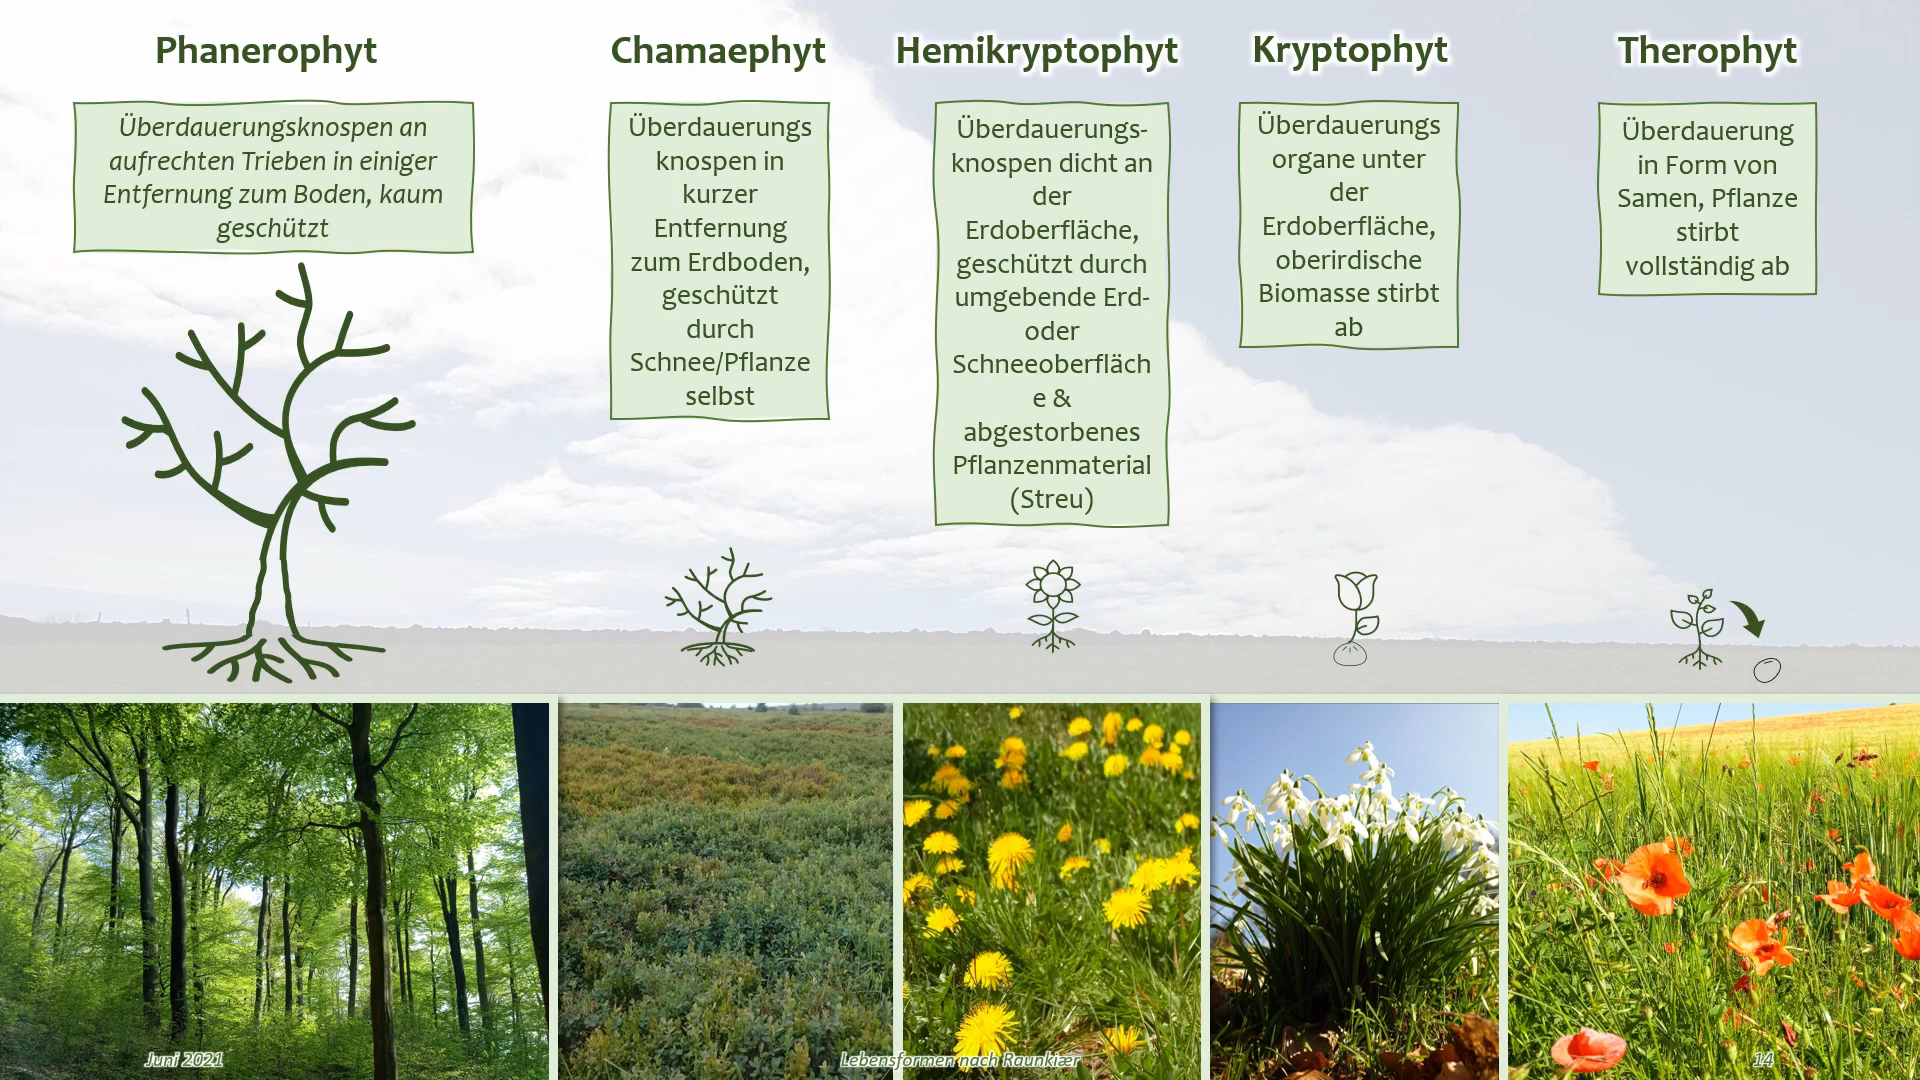 Phanerophyt
Überdauerungsknospen an
aufrechten Trieben in einiger
Entfernung zum Boden, kaum
geschützt
Chamaephyt
Überdauerungs
knospen in
kurzer
Entfernung
zum Erdboden,
geschützt
durch
Schnee/Pflanze
selbst
Hemikryptophyt
Überdauerungs-
knospen dicht an
der
Erdoberfläche,
geschützt durch
umgebende Erd-
oder
Schneeoberfläch
e &
abgestorbenes
Pflanzenmaterial
(Streu)
Kryptophyt
Überdauerungs
organe unter
der
Erdoberfläche,
oberirdische
Biomasse stirbt
ab
Therophyt
Überdauerung
in Form von
Samen, Pflanze
stirbt
vollständig ab
Juni 2021
Lebensformen nach Raunkiær
14